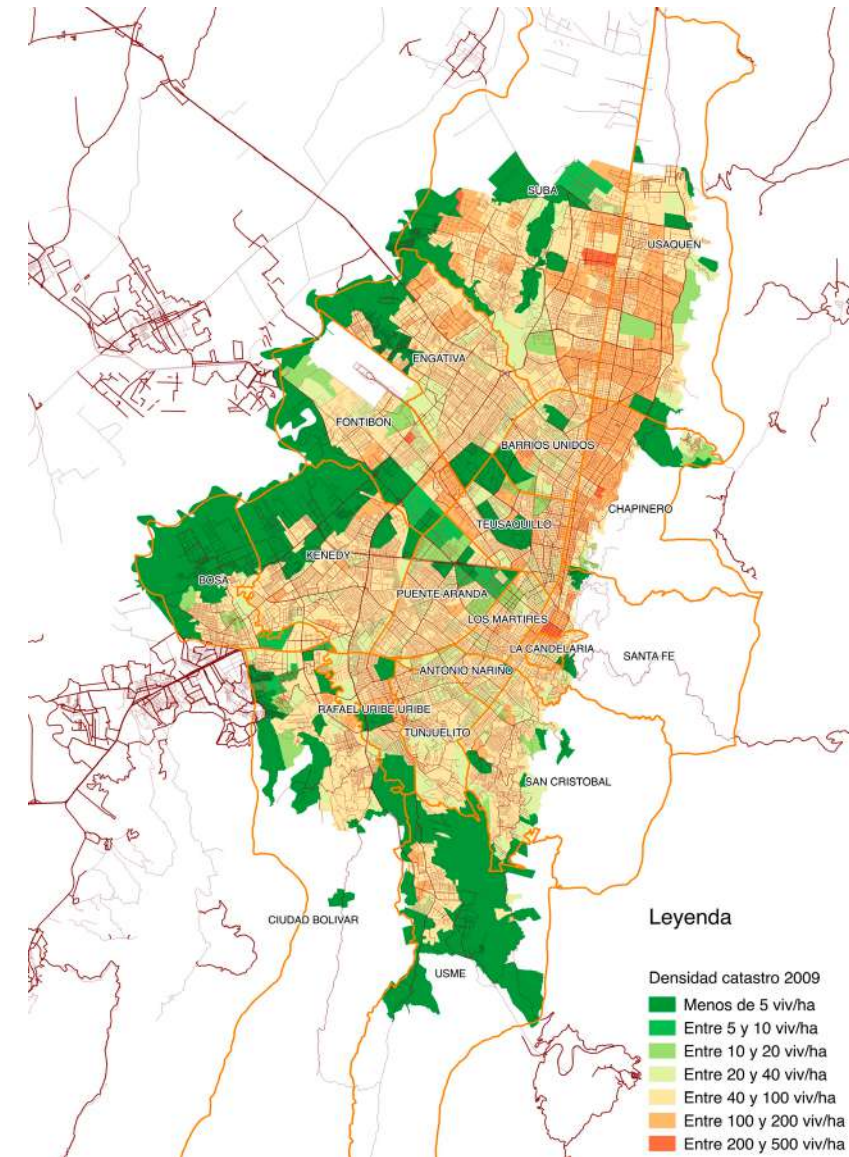 SUBA
USAQUEN
ENGATIVA
FONTIBON
BARRIOS UNIDOS
CHAPINERO
TEUSAQUILLO
KENEDY
BOSA
PUENTE ARANDA
LOS MARTIRES
LA CANDELARIA
SANTA FE
ANTONIO NARIÑO
RAFAEL URIBE URIBE
TUNJUELITO
SAN CRISTOBAL
CIUDAD BOLIVAR
USME
Leyenda
Densidad catastro 2009
Menos de 5 viv/ha
Entre 5 y 10 viv/ha
Entre 10 y 20 viv/ha
Entre 20 y 40 viv/ha
Entre 40 y 100 viv/ha
Entre 100 y 200 viv/ha
Entre 200 y 500 viv/ha